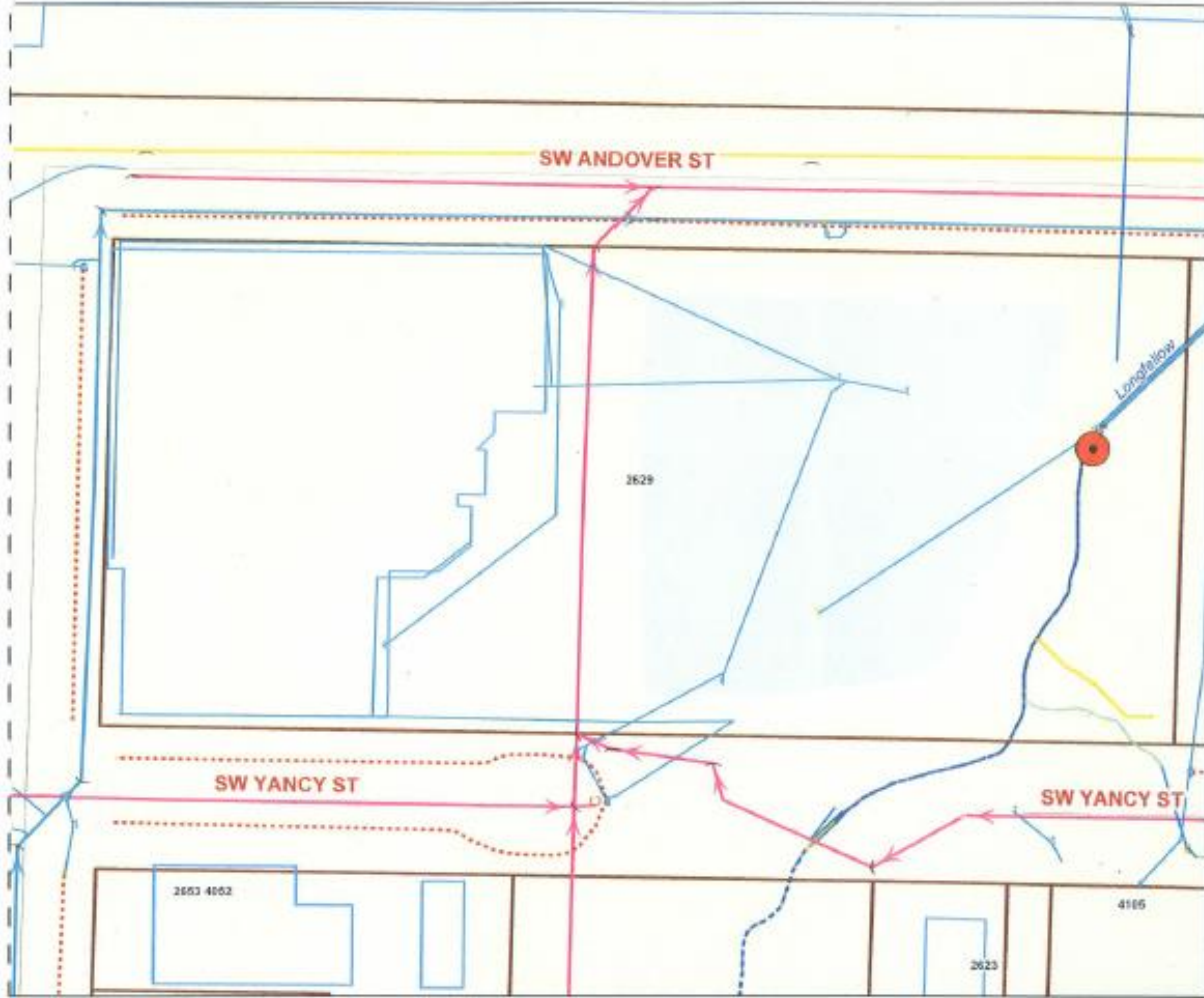 SW ANDOVER ST
Longfellow
2629
SW YANCY ST
SW YANCY ST
2653 4052
4105
2623